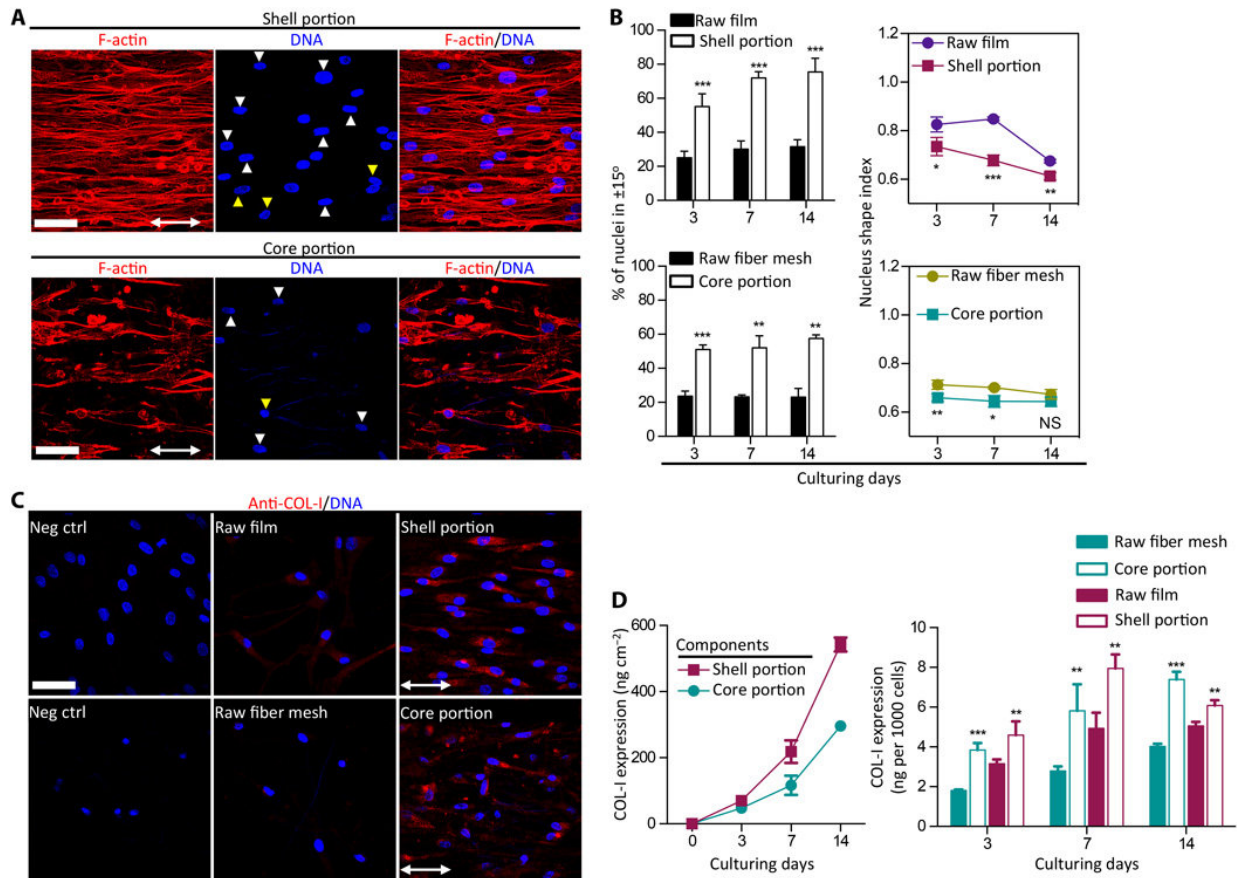 A
Shell portion
F-actin DNA F-actin/DNA
Core portion
F-actin DNA F-actin/DNA
B
Raw film
Shell portion
% of nuclei in ±15°
100
80
60
40
20
0
*** *** ***
3 7 14
Raw fiber mesh
Core portion
100
80
60
40
20
0
*** ** **
3 7 14
Nucleus shape index
1.2
1.0
0.8
0.6
Raw film
Shell portion
* *** **
3 7 14
1.2
1.0
0.8
0.6
Raw fiber mesh
Core portion
** * NS
3 7 14
Culturing days
C
Anti-COL-I/DNA
Neg ctrl Raw film Shell portion
Neg ctrl Raw fiber mesh Core portion
D
COL-I expression (ng cm⁻²)
600
400
200
0
Components
Shell portion
Core portion
0 3 7 14
Culturing days
Raw fiber mesh
Core portion
Raw film
Shell portion
COL-I expression
(ng per 1000 cells)
10
8
6
4
2
0
*** ** ** ** *** **
3 7 14
Culturing days